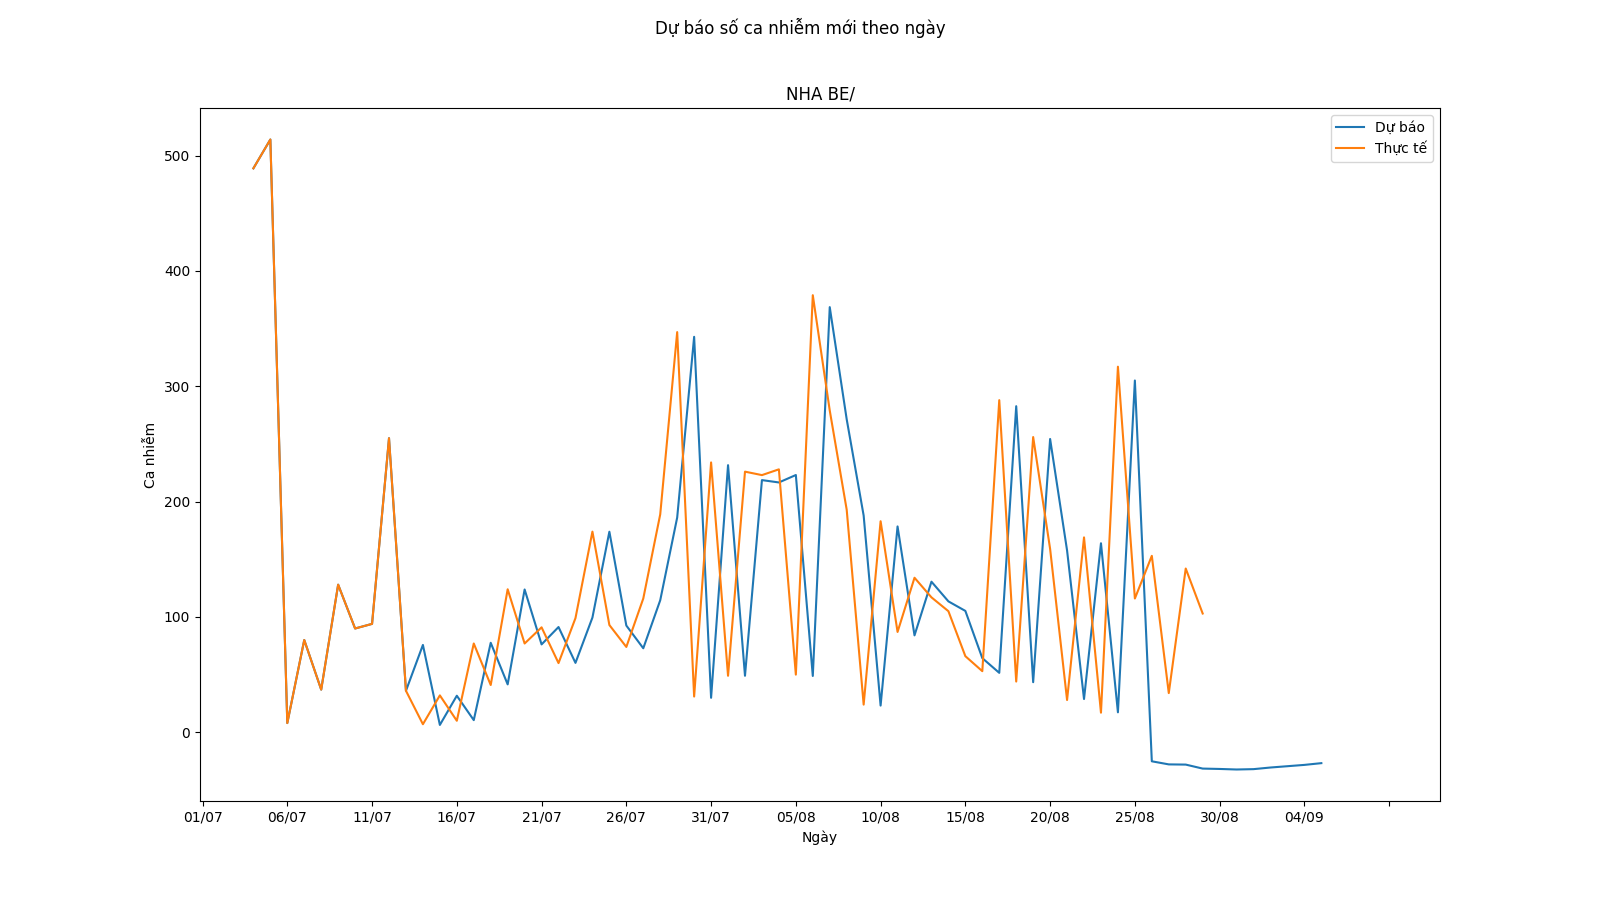 Dự báo số ca nhiễm mới theo ngày
NHA BE/
Dự báo
Thực tế
500
400
300
200
100
0
Ca nhiễm
01/07 06/07 11/07 16/07 21/07 26/07 31/07 05/08 10/08 15/08 20/08 25/08 30/08 04/09
Ngày